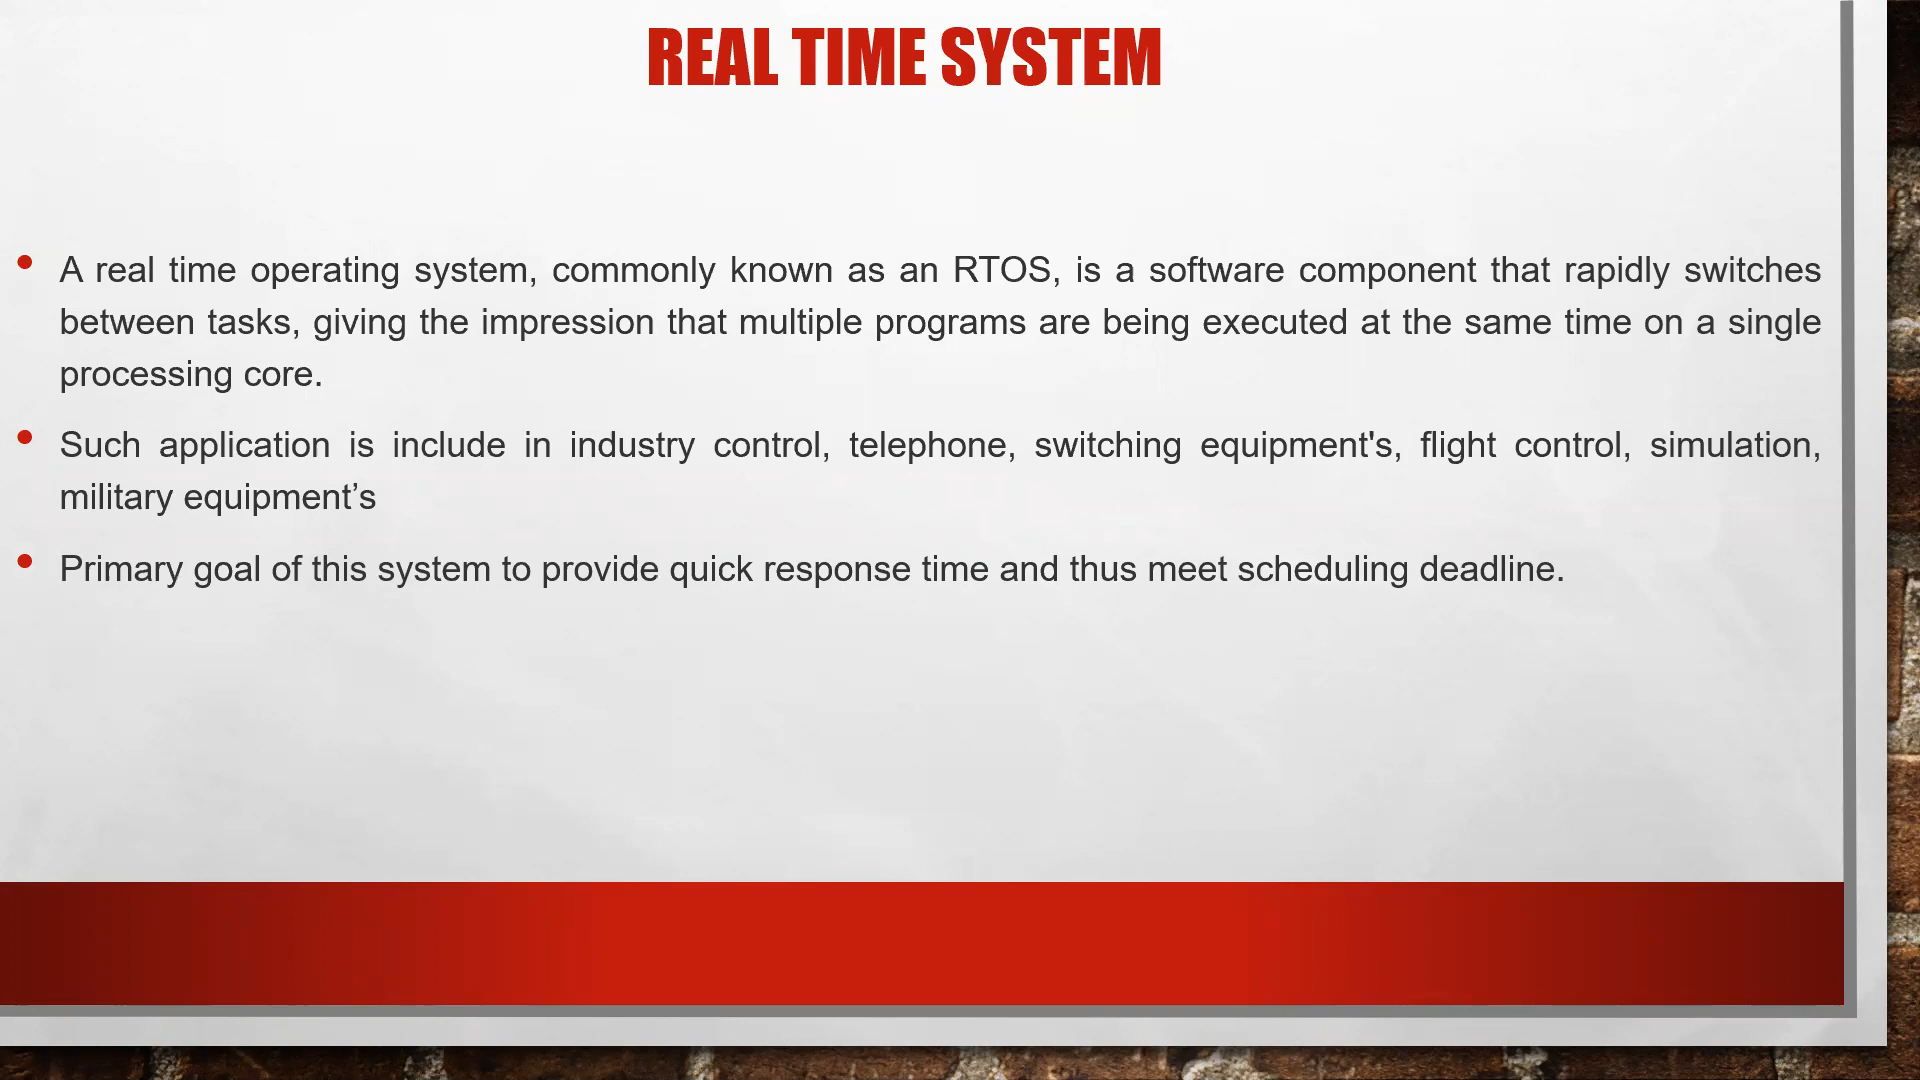 REAL TIME SYSTEM
• A real time operating system, commonly known as an RTOS, is a software component that rapidly switches
between tasks, giving the impression that multiple programs are being executed at the same time on a single
processing core.
• Such application is include in industry control, telephone, switching equipment's, flight control, simulation,
military equipment’s
• Primary goal of this system to provide quick response time and thus meet scheduling deadline.